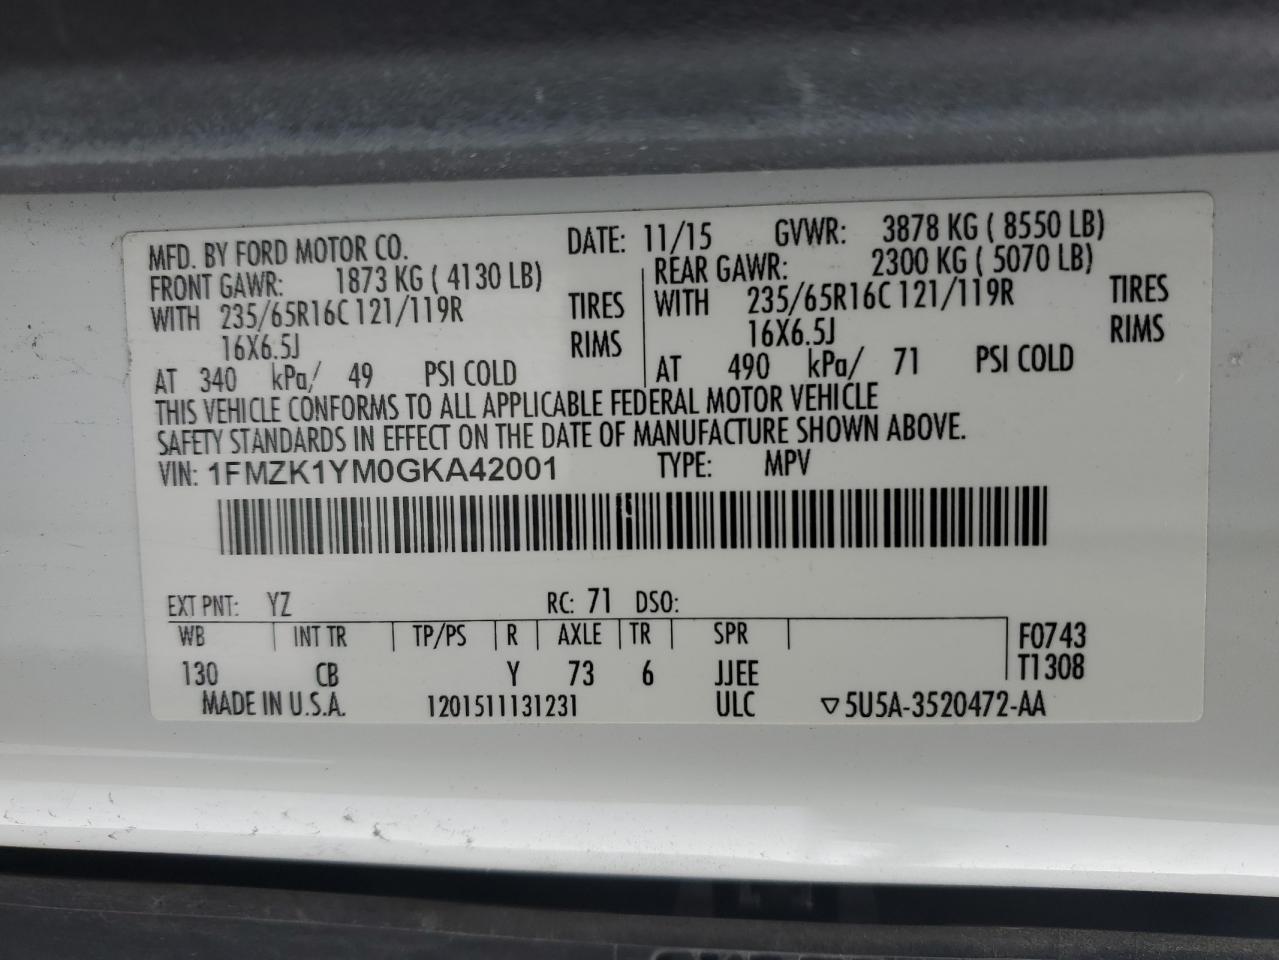 MFD. BY FORD MOTOR CO. DATE: 11/15 GVWR: 3878 KG ( 8550 LB)
FRONT GAWR: 1873 KG ( 4130 LB) REAR GAWR: 2300 KG ( 5070 LB)
WITH 235/65R16C 121/119R TIRES WITH 235/65R16C 121/119R TIRES
16X6.5J RIMS 16X6.5J RIMS
AT 340 kPa/ 49 PSI COLD AT 490 kPa/ 71 PSI COLD
THIS VEHICLE CONFORMS TO ALL APPLICABLE FEDERAL MOTOR VEHICLE
SAFETY STANDARDS IN EFFECT ON THE DATE OF MANUFACTURE SHOWN ABOVE.
VIN: 1FMZK1YM0GKA42001 TYPE: MPV
EXT PNT: YZ RC: 71 DSO:
WB INT TR TP/PS R AXLE TR SPR F0743
130 CB Y 73 6 JJEE T1308
MADE IN U.S.A. 1201511131231 ULC ▽5U5A-3520472-AA